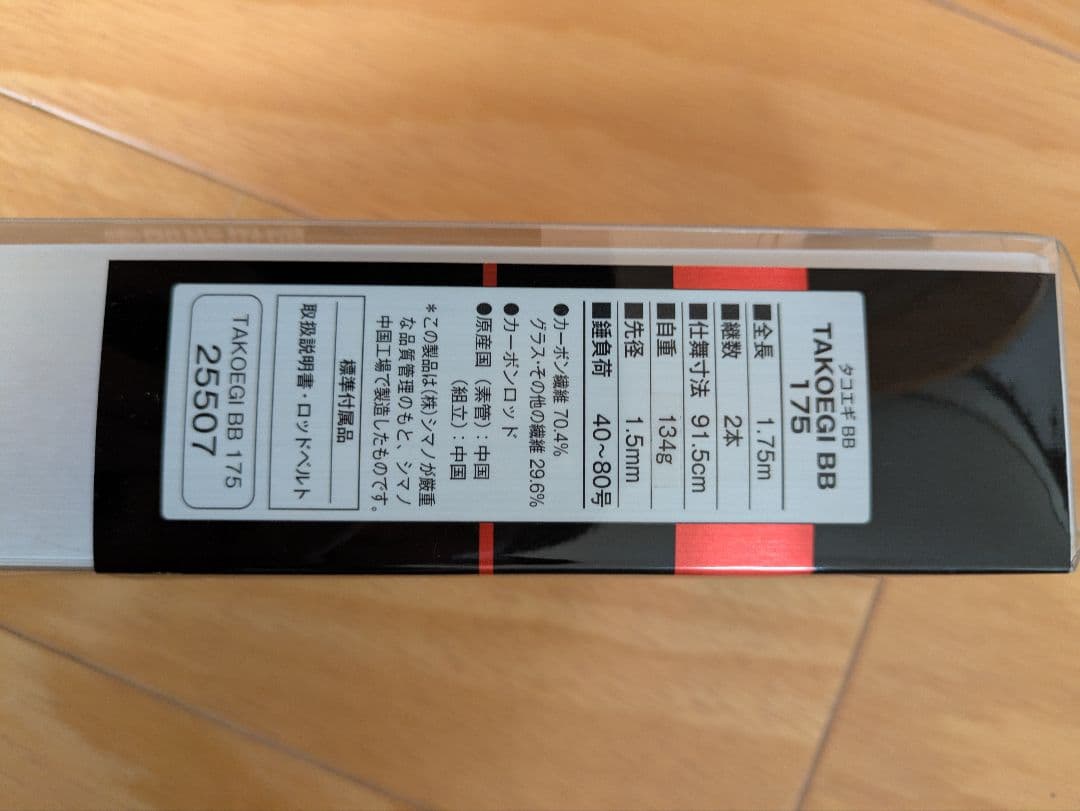 タコエギ BB
TAKOEGI BB
175
■全長 1.75m
■継数 2本
■仕舞寸法 91.5cm
■自重 134g
■先径 1.5mm
■錘負荷 40~80号
●カーボン繊維 70.4%
グラス・その他の繊維 29.6%
●カーボンロッド
●原産国（素管）：中国
（組立）：中国
*この製品は(株)シマノが厳重
な品質管理のもと、シマノ
中国工場で製造したものです。
標準付属品
取扱説明書・ロッドベルト
TAKOEGI BB 175
25507